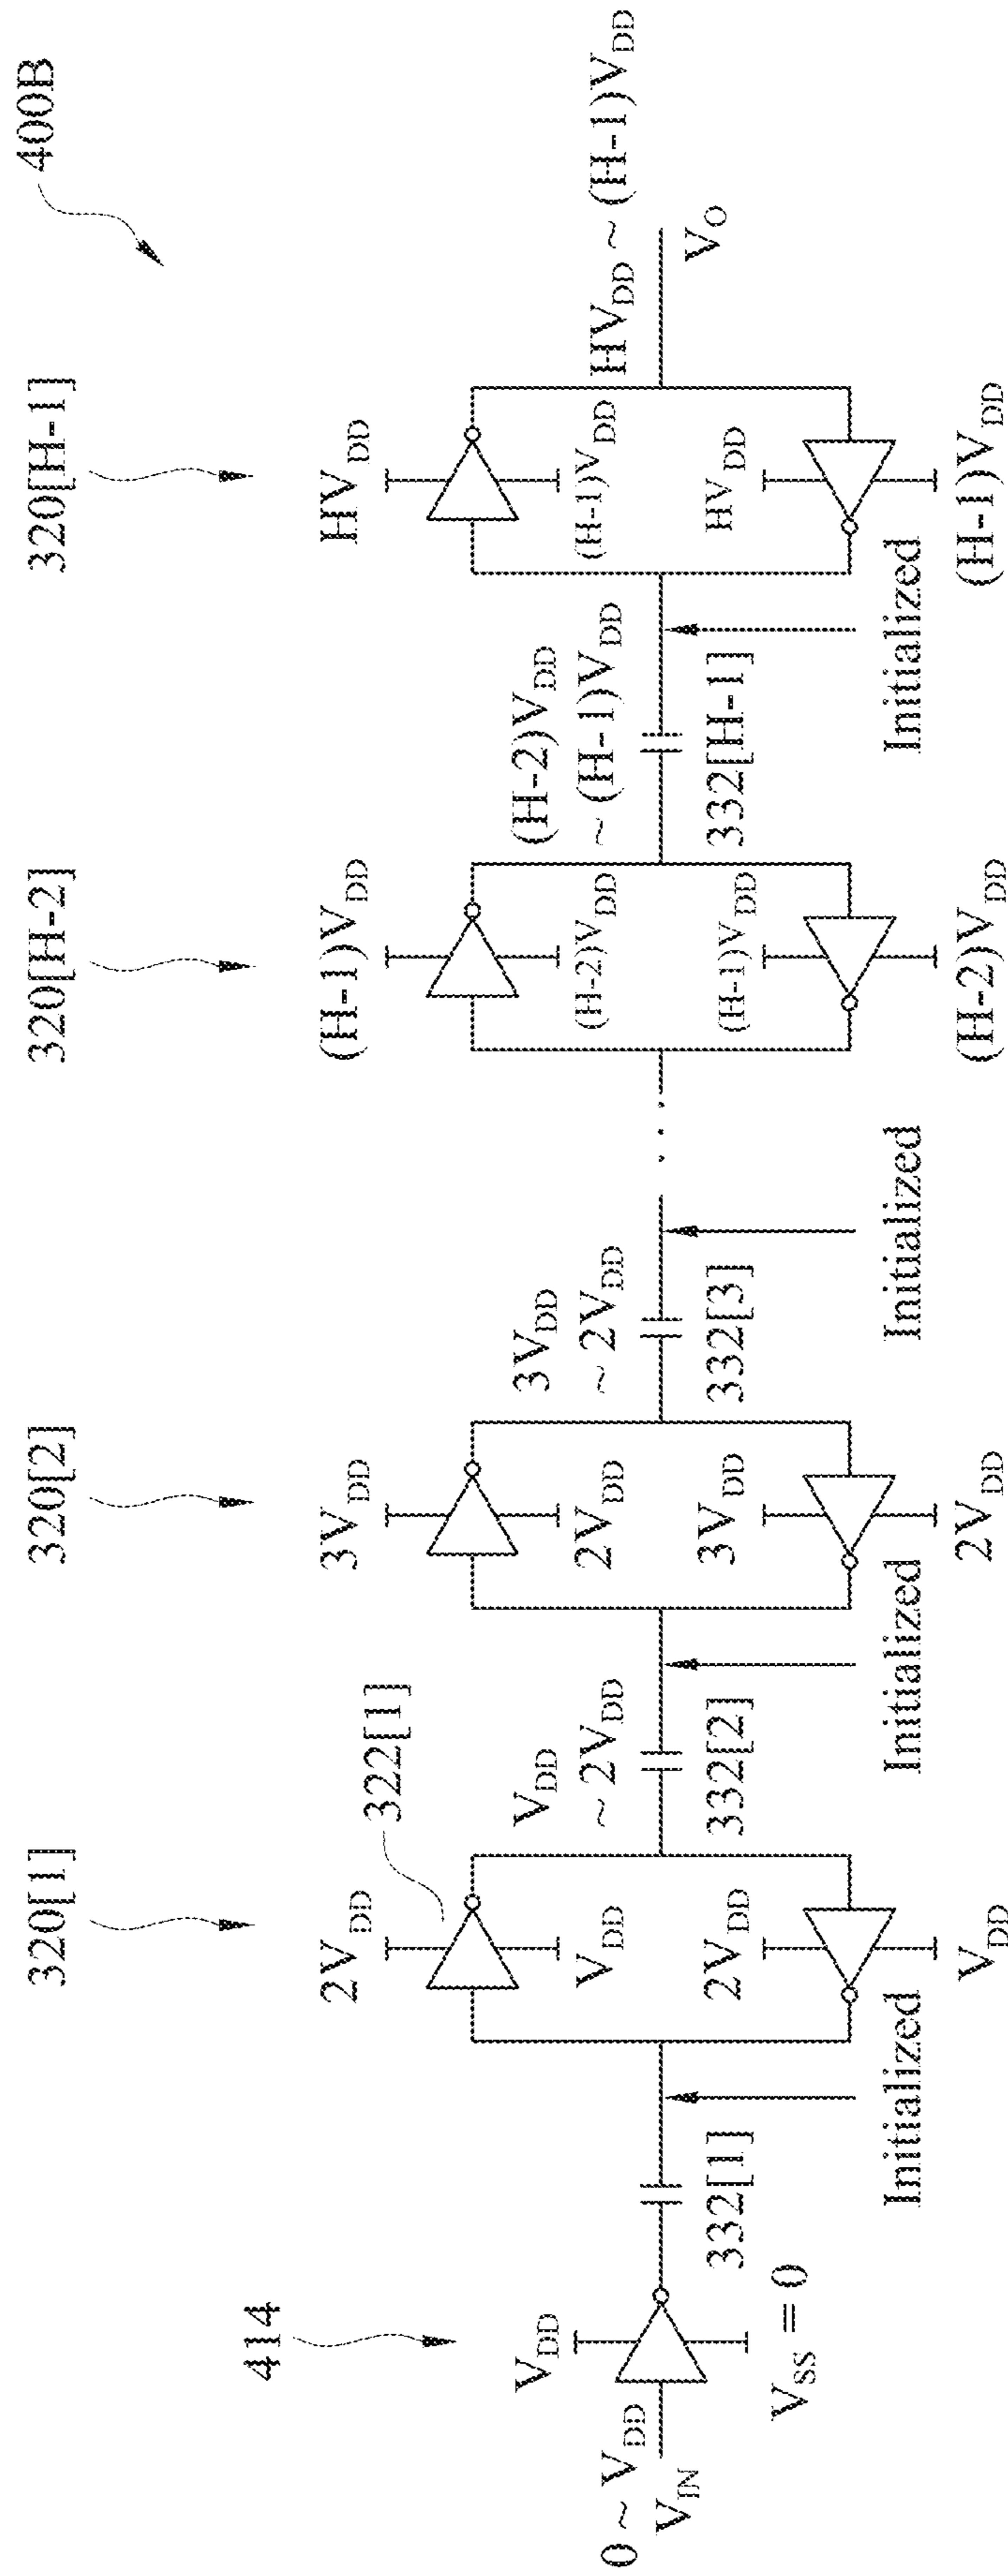 400B
320[1]
320[2]
320[H-2]
320[H-1]
414
322[1]
2V_DD
3V_DD
(H-1)V_DD
HV_DD
V_DD
V_DD
2V_DD
(H-2)V_DD
(H-1)V_DD
0 ~ V_DD
V_IN
V_SS = 0
332[1]
V_DD
~ 2V_DD
332[2]
3V_DD
~ 2V_DD
332[3]
(H-2)V_DD
~ (H-1)V_DD
332[H-1]
HV_DD ~ (H-1)V_DD
V_O
2V_DD
3V_DD
(H-1)V_DD
HV_DD
V_DD
2V_DD
(H-2)V_DD
(H-1)V_DD
Initialized
Initialized
Initialized
Initialized